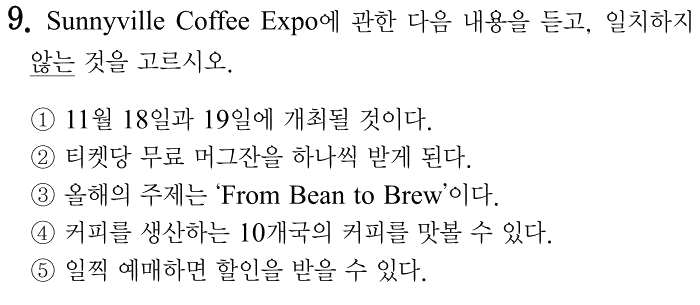 9. Sunnyville Coffee Expo에 관한 다음 내용을 듣고, 일치하지
않는 것을 고르시오.
① 11월 18일과 19일에 개최될 것이다.
② 티켓당 무료 머그잔을 하나씩 받게 된다.
③ 올해의 주제는 ‘From Bean to Brew’이다.
④ 커피를 생산하는 10개국의 커피를 맛볼 수 있다.
⑤ 일찍 예매하면 할인을 받을 수 있다.